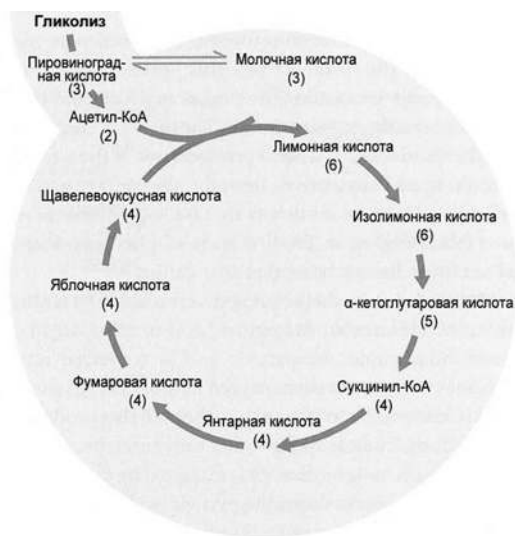 Гликолиз
Пировиноград-
ная кислота
(3)
Молочная кислота
(3)
Ацетил-КоА
(2)
Лимонная кислота
(6)
Щавелевоуксусная кислота
(4)
Изолимонная кислота
(6)
Яблочная кислота
(4)
α-кетоглутаровая кислота
(5)
Фумаровая кислота
(4)
Сукцинил-КоА
(4)
Янтарная кислота
(4)